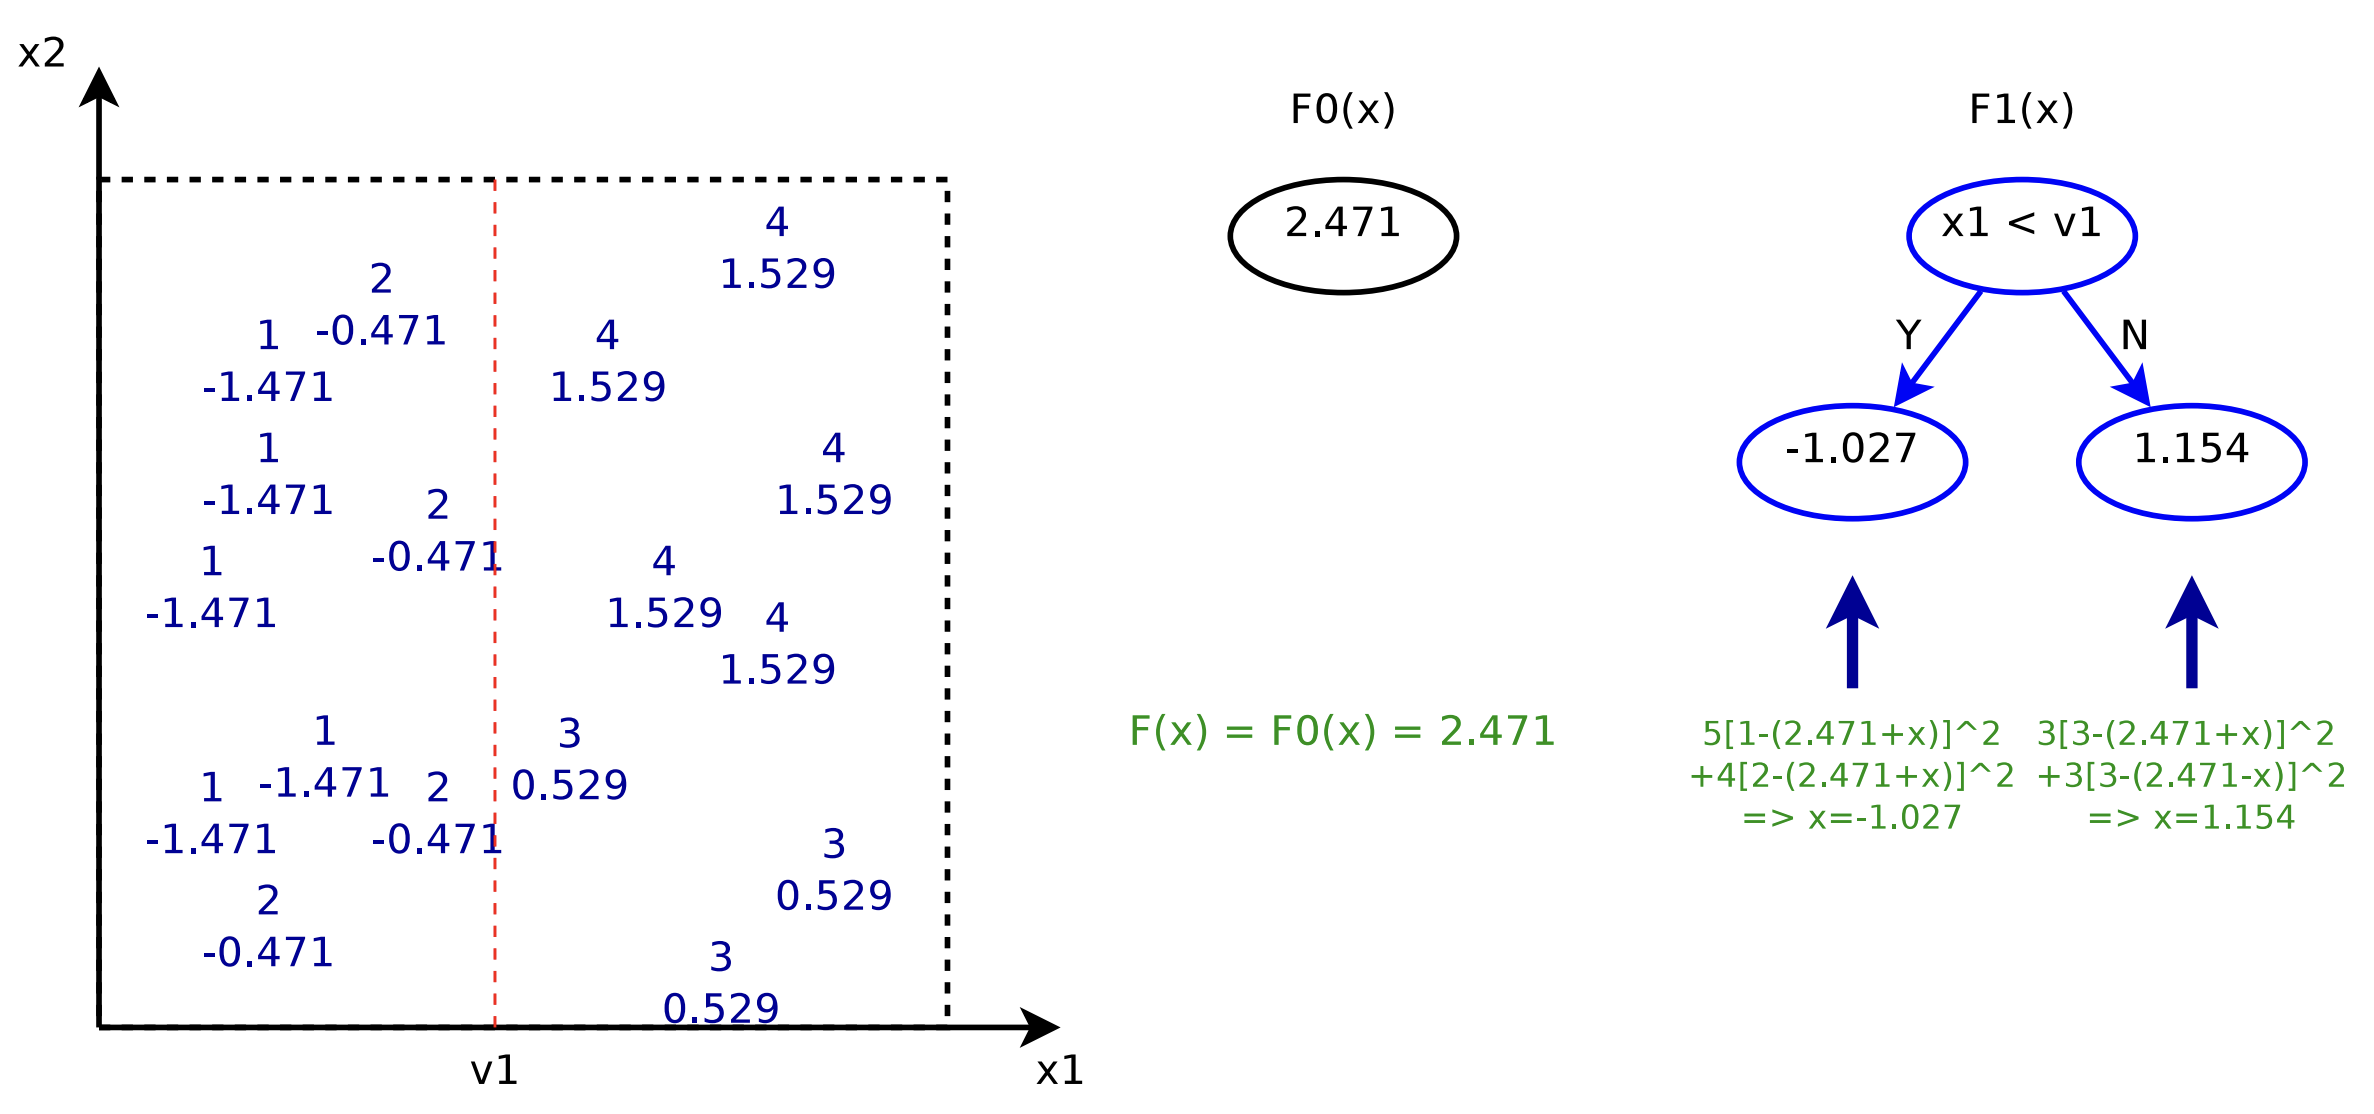 x2
F0(x)
F1(x)
4
1.529
2.471
x1 < v1
2
-0.471
1
-1.471
4
1.529
Y
N
1
-1.471
4
1.529
-1.027
1.154
2
-0.471
1
-1.471
4
1.529
4
1.529
1
-1.471
3
0.529
F(x) = F0(x) = 2.471
5[1-(2.471+x)]^2
+4[2-(2.471+x)]^2
=> x=-1.027
3[3-(2.471+x)]^2
+3[3-(2.471-x)]^2
=> x=1.154
1
-1.471
2
-0.471
3
0.529
2
-0.471
3
0.529
v1
x1